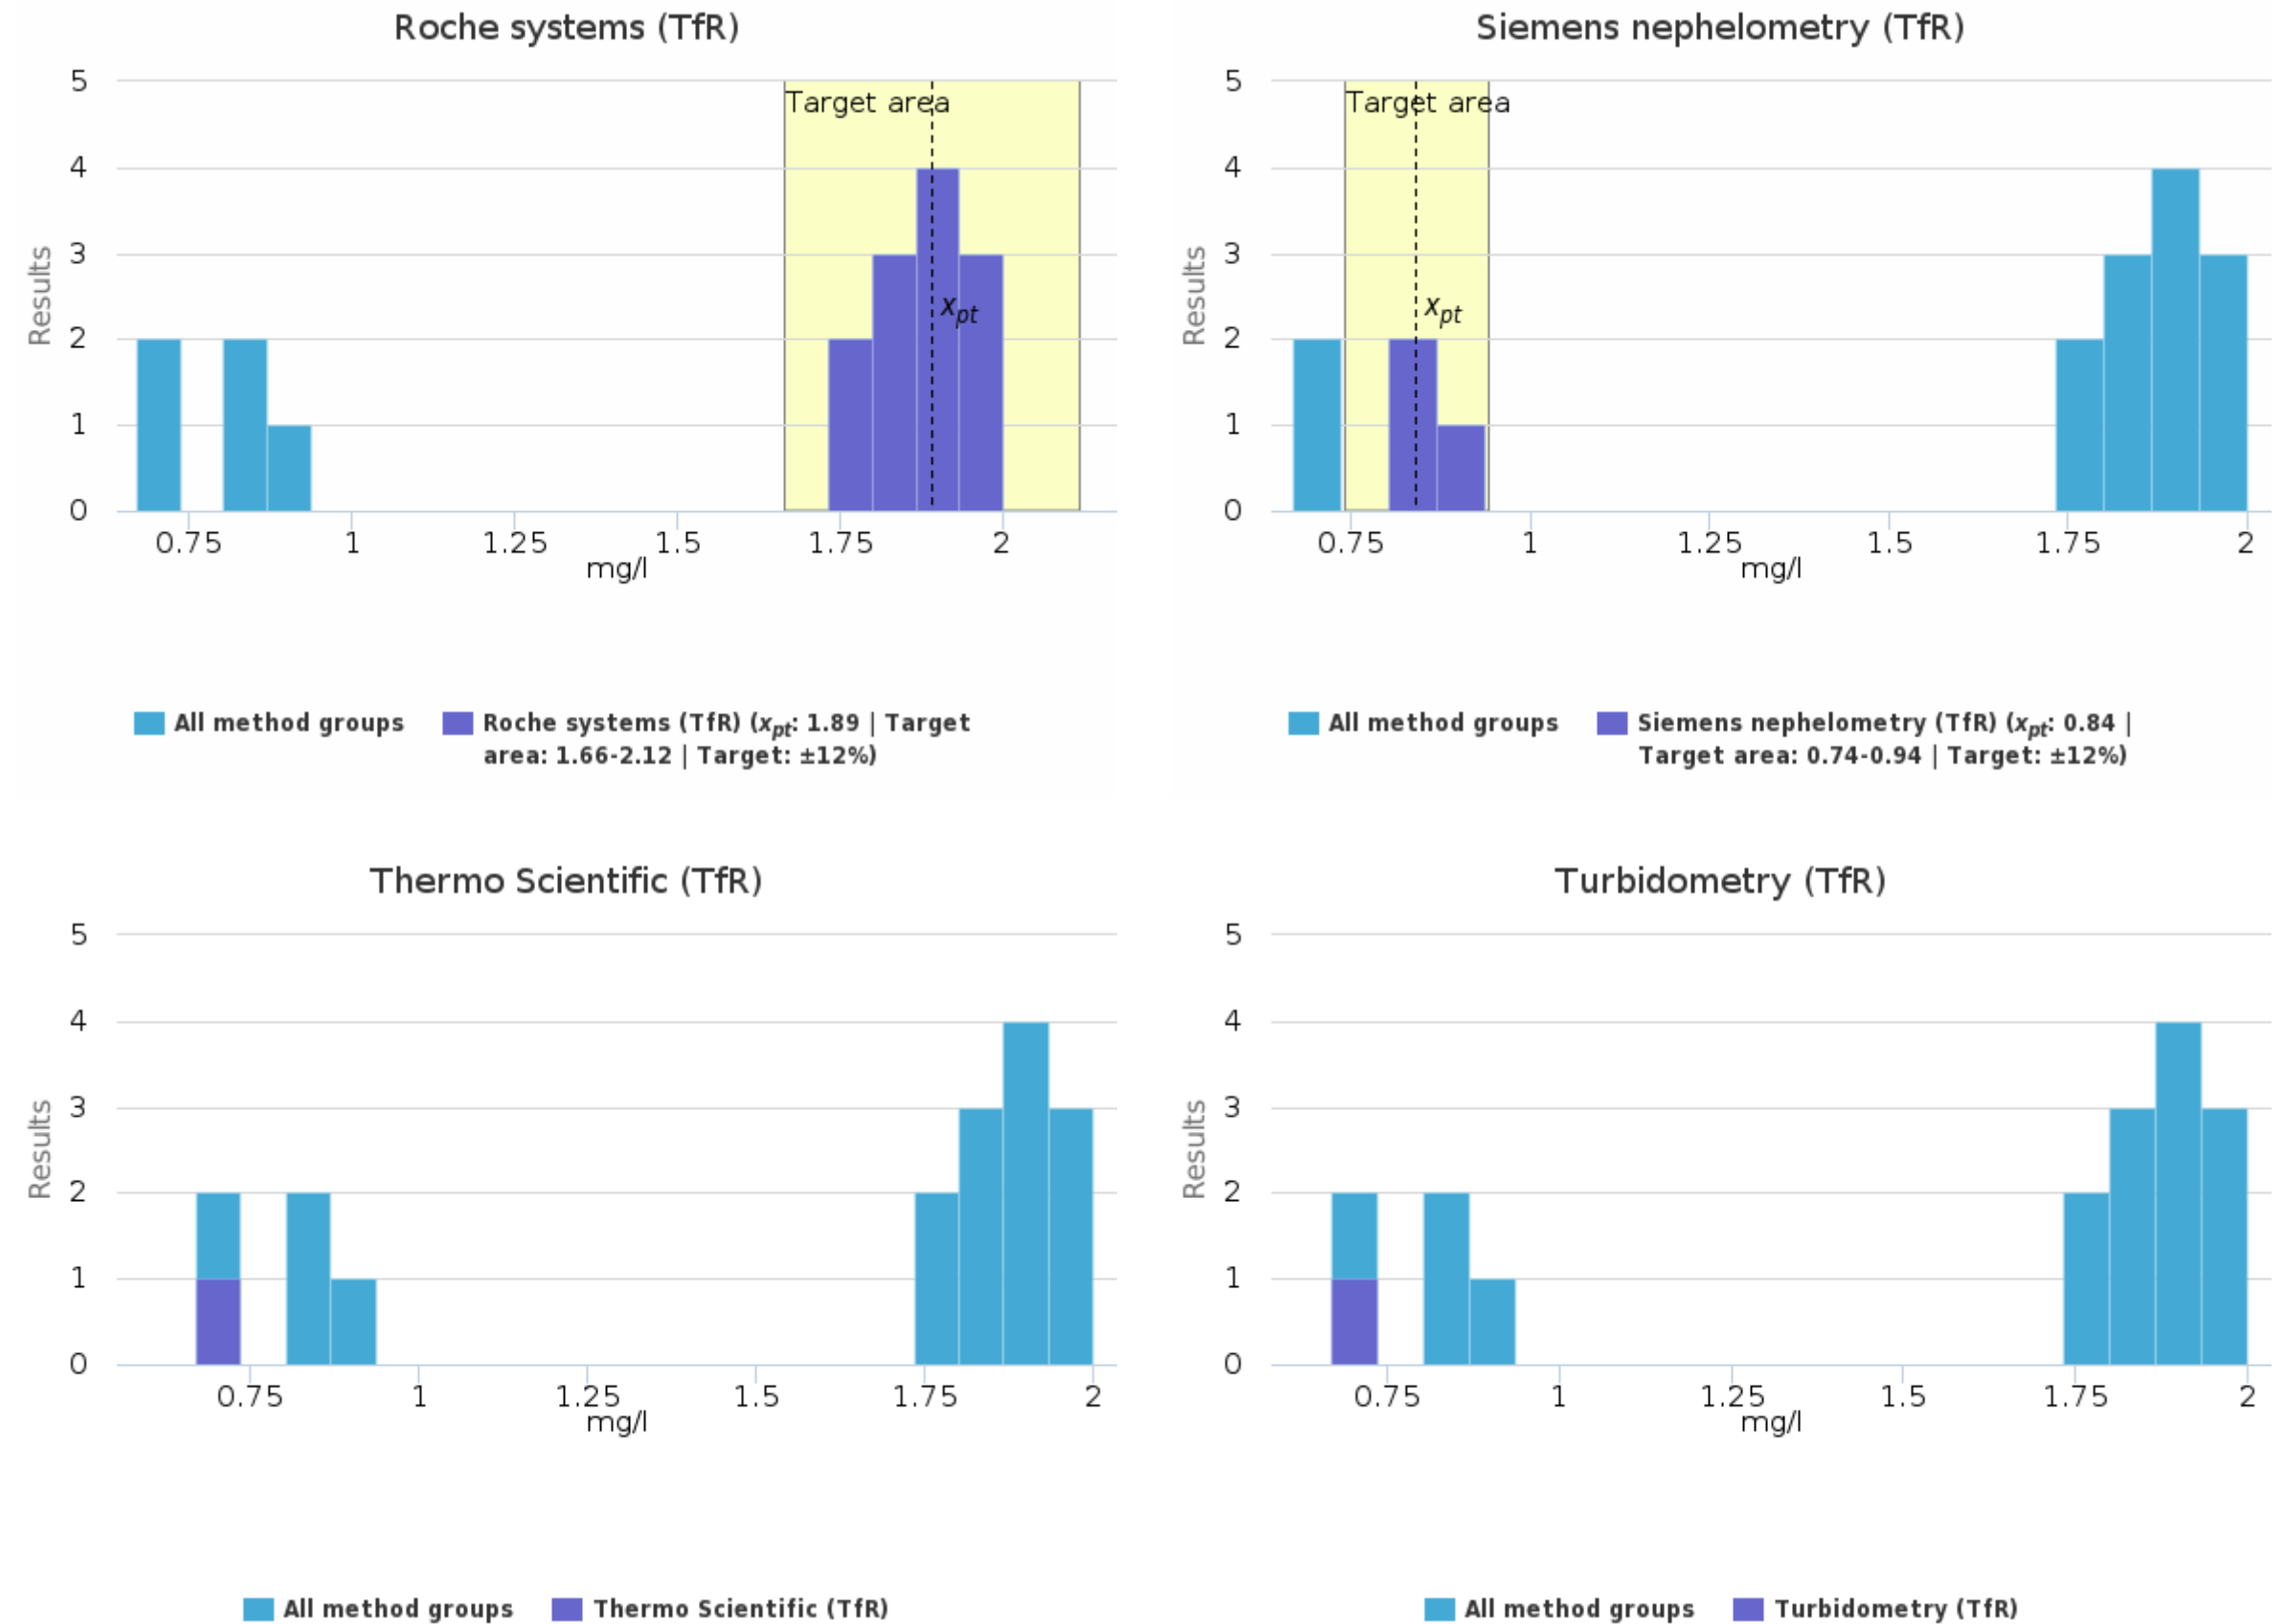 Roche systems (TfR)
5
4
3
2
1
0
Results
Target area
xpt
0.75
1
1.25
1.5
1.75
2
mg/l
All method groups
Roche systems (TfR) (xpt: 1.89 | Target
area: 1.66-2.12 | Target: ±12%)
Siemens nephelometry (TfR)
5
4
3
2
1
0
Results
Target area
xpt
0.75
1
1.25
1.5
1.75
2
mg/l
All method groups
Siemens nephelometry (TfR) (xpt: 0.84 |
Target area: 0.74-0.94 | Target: ±12%)
Thermo Scientific (TfR)
5
4
3
2
1
0
Results
0.75
1
1.25
1.5
1.75
2
mg/l
All method groups
Thermo Scientific (TfR)
Turbidometry (TfR)
5
4
3
2
1
0
Results
0.75
1
1.25
1.5
1.75
2
mg/l
All method groups
Turbidometry (TfR)